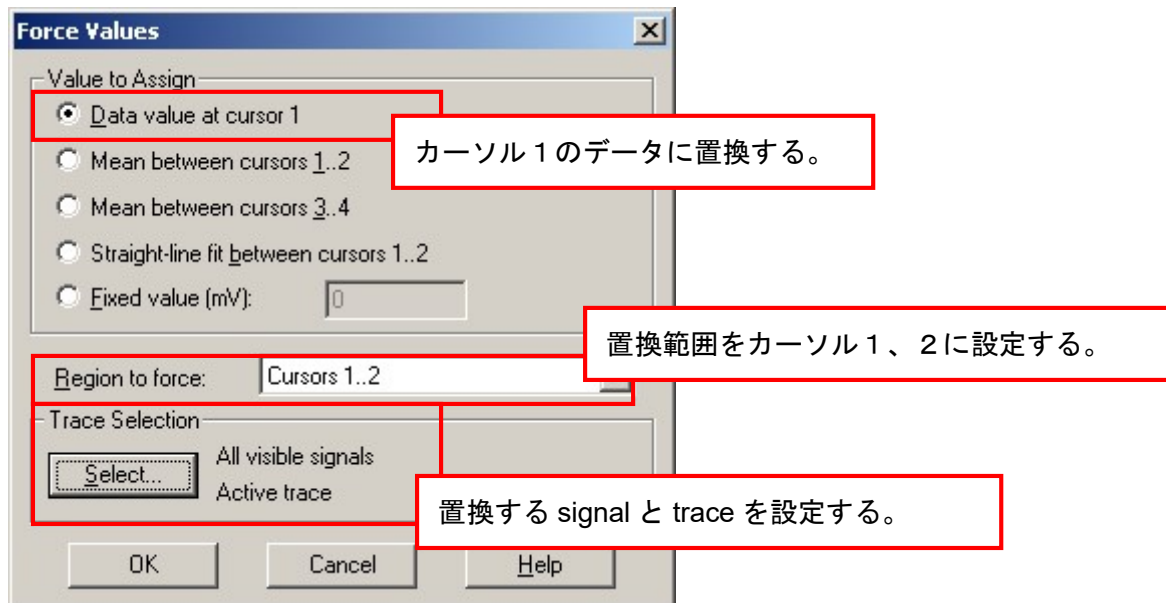 Force Values
Value to Assign
Data value at cursor 1
カーソル１のデータに置換する。
Mean between cursors 1..2
Mean between cursors 3..4
Straight-line fit between cursors 1..2
Fixed value (mV):
0
置換範囲をカーソル１、２に設定する。
Region to force:
Cursors 1..2
Trace Selection
Select...
All visible signals
Active trace
置換する signal と trace を設定する。
OK
Cancel
Help